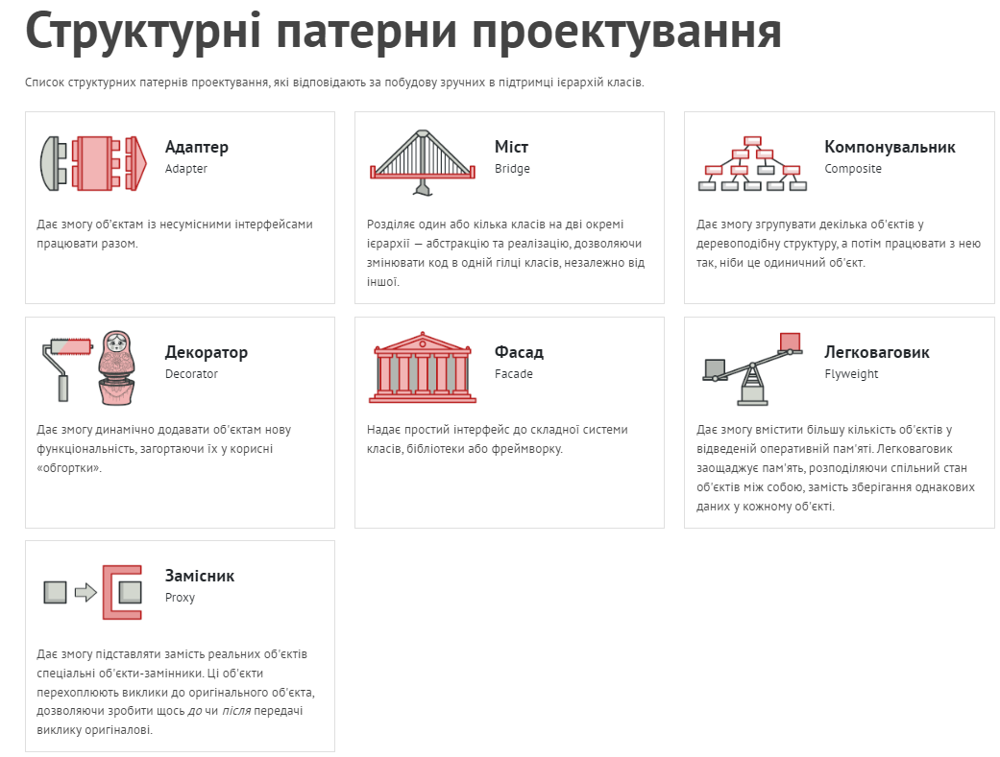 Структурні патерни проектування
Список структурних патернів проектування, які відповідають за побудову зручних в підтримці ієрархій класів.
Адаптер
Adapter
Дає змогу об'єктам із несумісними інтерфейсами
працювати разом.
Міст
Bridge
Розділяє один або кілька класів на дві окремі
ієрархії — абстракцію та реалізацію, дозволяючи
змінювати код в одній гілці класів, незалежно від
іншої.
Компонувальник
Composite
Дає змогу згрупувати декілька об'єктів у
деревоподібну структуру, а потім працювати з нею
так, ніби це одиничний об'єкт.
Декоратор
Decorator
Дає змогу динамічно додавати об'єктам нову
функціональність, загортаючи їх у корисні
«обгортки».
Фасад
Facade
Надає простий інтерфейс до складної системи
класів, бібліотеки або фреймворку.
Легковаговик
Flyweight
Дає змогу вмістити більшу кількість об'єктів у
відведеній оперативній пам'яті. Легковаговик
заощаджує пам'ять, розподіляючи спільний стан
об'єктів між собою, замість зберігання однакових
даних у кожному об'єкті.
Замісник
Proxy
Дає змогу підставляти замість реальних об'єктів
спеціальні об'єкти-замінники. Ці об'єкти
перехоплюють виклики до оригінального об'єкта,
дозволяючи зробити щось до чи після передачі
виклику оригіналові.